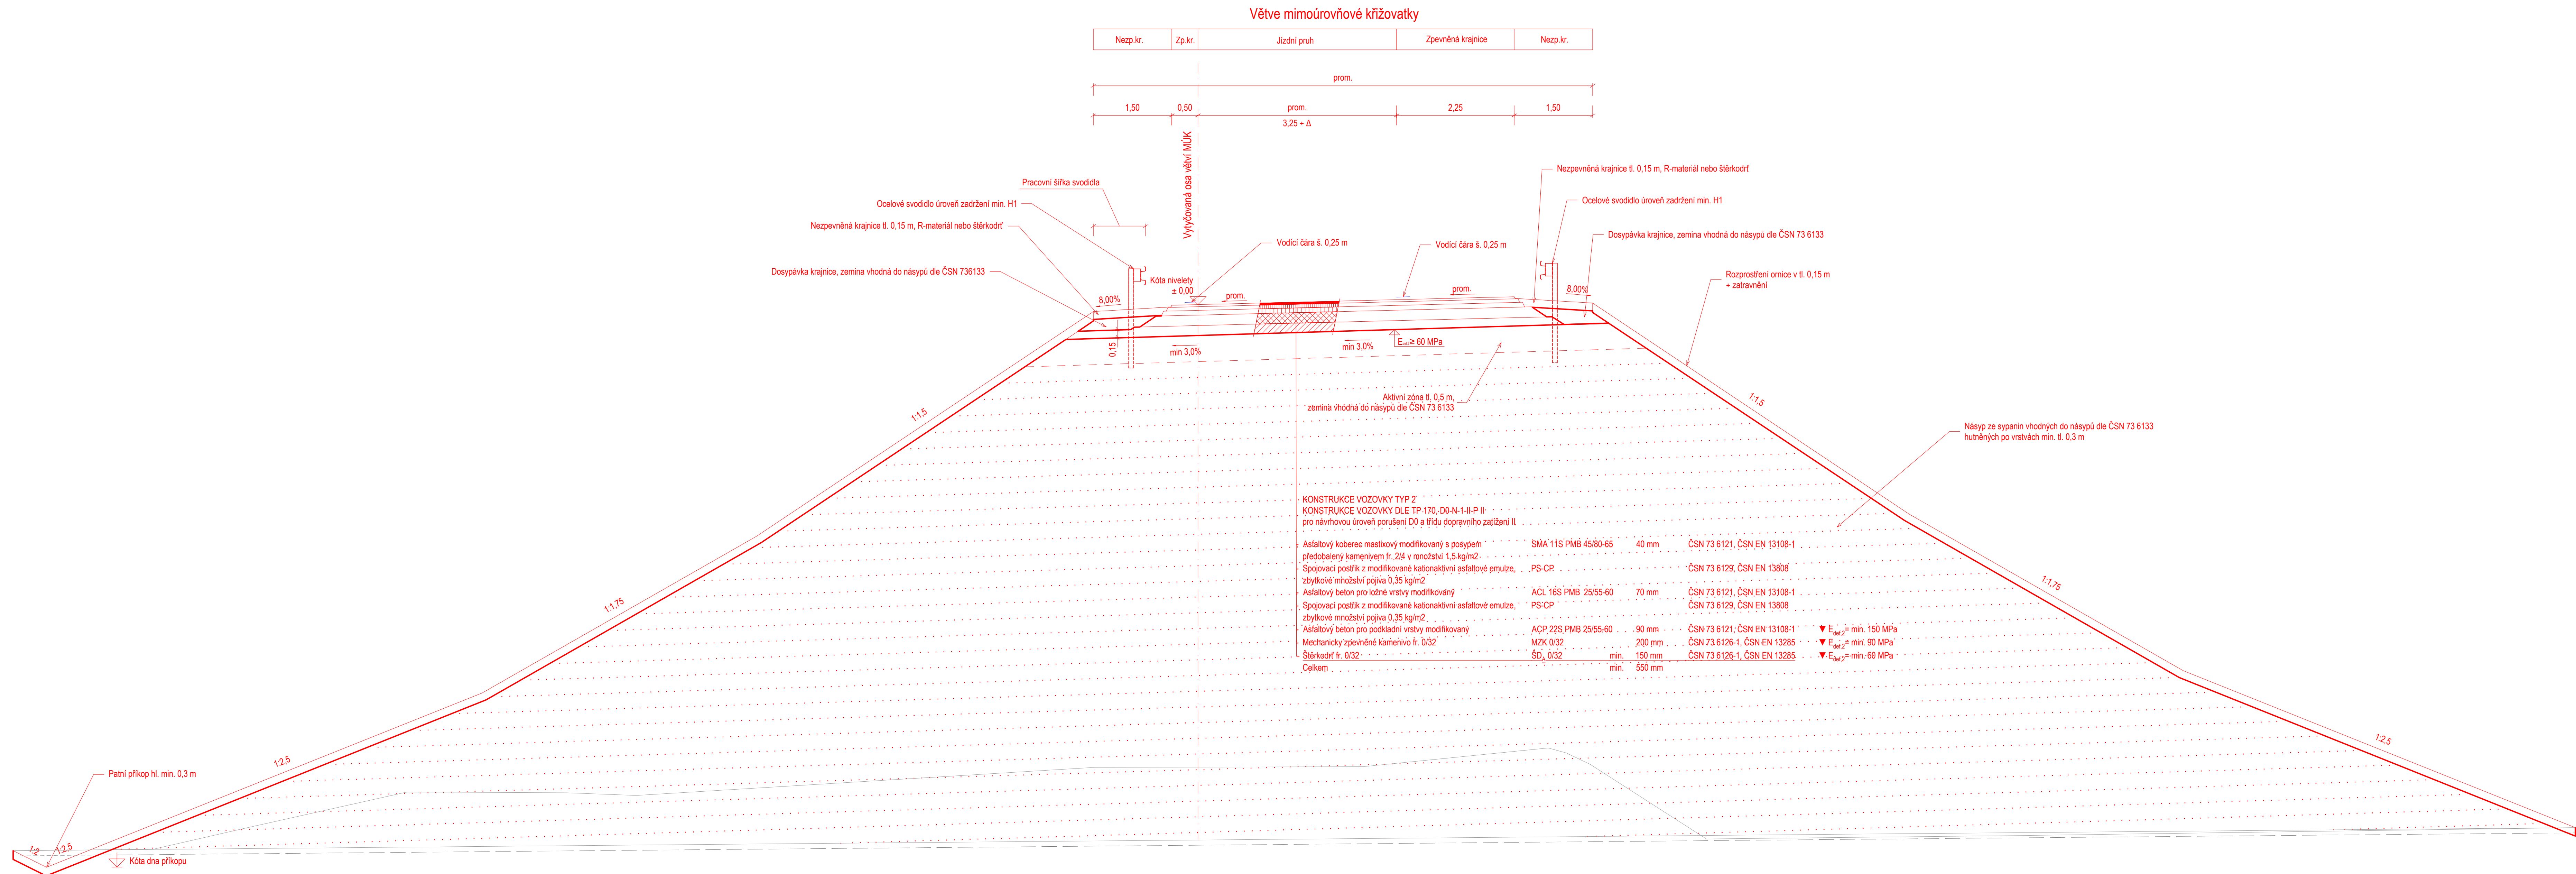 Větve mimoúrovňové křižovatky
Nezp.kr. Zp.kr. Jízdní pruh Zpevněná krajnice Nezp.kr.
prom.
1,50 0,50 prom. 2,25 1,50
3,25 + Δ
Vytyčovaná osa větví MÚK
Pracovní šířka svodidla
Ocelové svodidlo úroveň zadržení min. H1
Nezpevněná krajnice tl. 0,15 m, R-materiál nebo štěrkodrť
Dosypávka krajnice, zemina vhodná do násypů dle ČSN 736133
Kóta nivelety
± 0,00
Vodící čára š. 0,25 m
Vodící čára š. 0,25 m
Nezpevněná krajnice tl. 0,15 m, R-materiál nebo štěrkodrť
Ocelové svodidlo úroveň zadržení min. H1
Dosypávka krajnice, zemina vhodná do násypů dle ČSN 73 6133
Rozprostření ornice v tl. 0,15 m
+ zatravnění
8,00% prom. prom. 8,00%
0,15
min 3,0% min 3,0% ≥ 60 MPa
Aktivní zóna tl. 0,5 m,
zemina vhodná do násypů dle ČSN 73 6133
1:1,5
1:1,5
Násyp ze sypanin vhodných do násypů dle ČSN 73 6133
hutněných po vrstvách min. tl. 0,3 m
KONSTRUKCE VOZOVKY TYP 2
KONSTRUKCE VOZOVKY DLE TP 170, D0-N-1-II-P II
pro návrhovou úroveň porušení D0 a třídu dopravního zatížení II
Asfaltový koberec mastixový modifikovaný s posypem SMA 11S PMB 45/80-65 40 mm ČSN 73 6121, ČSN EN 13108-1
předobalený kamenivem fr. 2/4 v množství 1,5 kg/m2
Spojovací postřik z modifikované kationaktivní asfaltové emulze, PS-CP ČSN 73 6129, ČSN EN 13808
zbytkové množství pojiva 0,35 kg/m2
Asfaltový beton pro ložné vrstvy modifikovaný ACL 16S PMB 25/55-60 70 mm ČSN 73 6121, ČSN EN 13108-1
Spojovací postřik z modifikované kationaktivní asfaltové emulze, PS-CP ČSN 73 6129, ČSN EN 13808
zbytkové množství pojiva 0,35 kg/m2
Asfaltový beton pro podkladní vrstvy modifikovaný ACP 22S PMB 25/55-60 90 mm ČSN 73 6121, ČSN EN 13108-1 Edef,2= min. 150 MPa
Mechanicky zpevněné kamenivo fr. 0/32 MZK 0/32 200 mm ČSN 73 6126-1, ČSN EN 13285 Edef,2= min. 90 MPa
Štěrkodrť fr. 0/32 ŠDA 0/32 min. 150 mm ČSN 73 6126-1, ČSN EN 13285 Edef,2= min. 60 MPa
Celkem min. 550 mm
1:1,75
1:1,75
1:2,5
1:2,5
Patní příkop hl. min. 0,3 m
1:2 1:2,5
Kóta dna příkopu